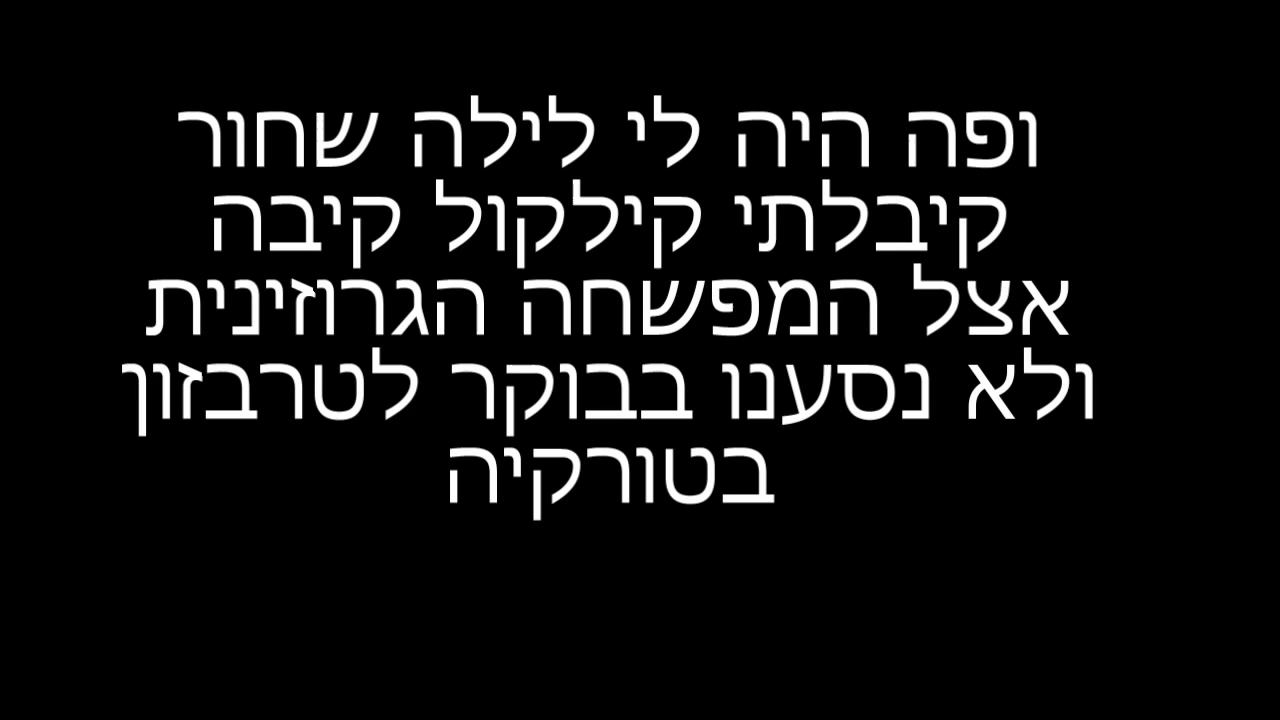 ופה היה לי לילה שחור
קיבלתי קילקול קיבה
אצל המפשחה הגרוזינית
ולא נסענו בבוקר לטרבזון
בטורקיה